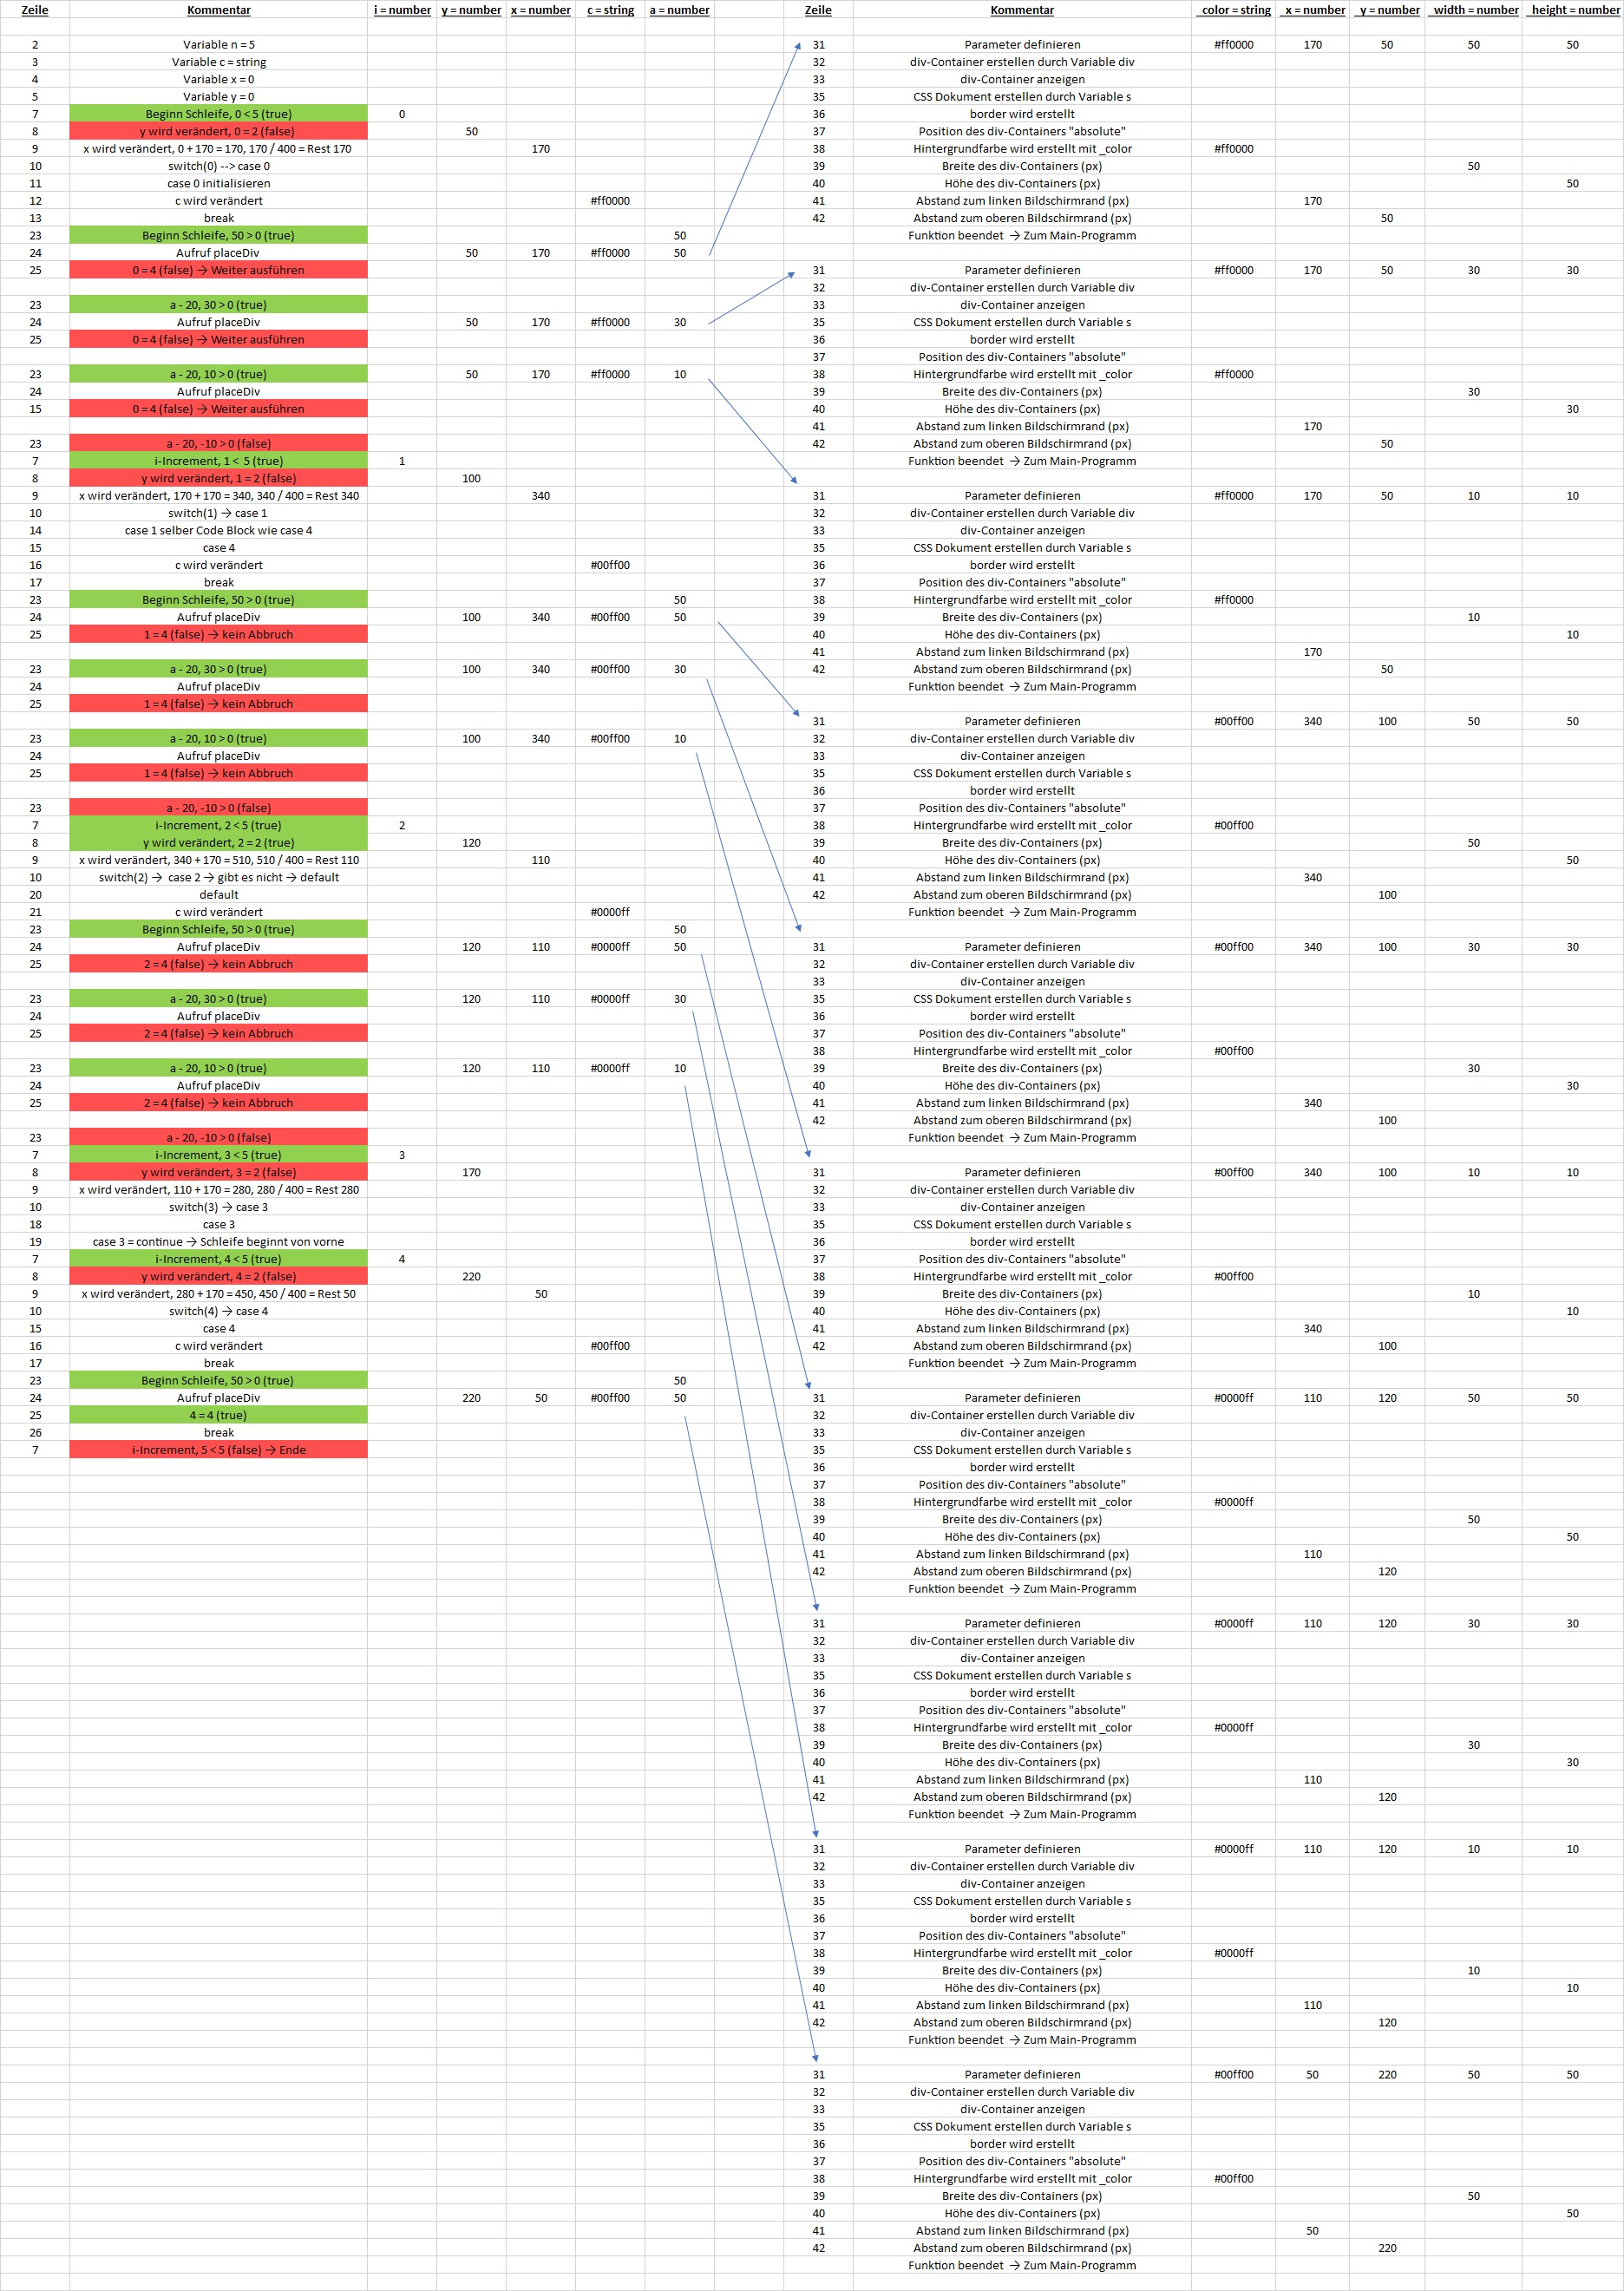 Zeile Kommentar i = number y = number x = number c = string a = number
2 Variable n = 5
3 Variable c = string
4 Variable x = 0
5 Variable y = 0
7 Beginn Schleife, 0 < 5 (true) 0
8 y wird verändert, 0 = 2 (false) 50
9 x wird verändert, 0 + 170 = 170, 170 / 400 = Rest 170 170
10 switch(0) --> case 0
11 case 0 initialisieren
12 c wird verändert #ff0000
13 break
23 Beginn Schleife, 50 > 0 (true) 50
24 Aufruf placeDiv 50 170 #ff0000 50
25 0 = 4 (false) → Weiter ausführen
23 a - 20, 30 > 0 (true)
24 Aufruf placeDiv 50 170 #ff0000 30
25 0 = 4 (false) → Weiter ausführen
23 a - 20, 10 > 0 (true) 50 170 #ff0000 10
24 Aufruf placeDiv
15 0 = 4 (false) → Weiter ausführen
23 a - 20, -10 > 0 (false)
7 i-Increment, 1 < 5 (true) 1
8 y wird verändert, 1 = 2 (false) 100
9 x wird verändert, 170 + 170 = 340, 340 / 400 = Rest 340 340
10 switch(1) → case 1
14 case 1 selber Code Block wie case 4
15 case 4
16 c wird verändert #00ff00
17 break
23 Beginn Schleife, 50 > 0 (true) 50
24 Aufruf placeDiv 100 340 #00ff00 50
25 1 = 4 (false) → kein Abbruch
23 a - 20, 30 > 0 (true) 100 340 #00ff00 30
24 Aufruf placeDiv
25 1 = 4 (false) → kein Abbruch
23 a - 20, 10 > 0 (true) 100 340 #00ff00 10
24 Aufruf placeDiv
25 1 = 4 (false) → kein Abbruch
23 a - 20, -10 > 0 (false)
7 i-Increment, 2 < 5 (true) 2
8 y wird verändert, 2 = 2 (true) 120
9 x wird verändert, 340 + 170 = 510, 510 / 400 = Rest 110 110
10 switch(2) → case 2 → gibt es nicht → default
20 default
21 c wird verändert #0000ff
23 Beginn Schleife, 50 > 0 (true) 50
24 Aufruf placeDiv 120 110 #0000ff 50
25 2 = 4 (false) → kein Abbruch
23 a - 20, 30 > 0 (true) 120 110 #0000ff 30
24 Aufruf placeDiv
25 2 = 4 (false) → kein Abbruch
23 a - 20, 10 > 0 (true) 120 110 #0000ff 10
24 Aufruf placeDiv
25 2 = 4 (false) → kein Abbruch
23 a - 20, -10 > 0 (false)
7 i-Increment, 3 < 5 (true) 3
8 y wird verändert, 3 = 2 (false) 170
9 x wird verändert, 110 + 170 = 280, 280 / 400 = Rest 280
10 switch(3) → case 3
18 case 3
19 case 3 = continue → Schleife beginnt von vorne
7 i-Increment, 4 < 5 (true) 4
8 y wird verändert, 4 = 2 (false) 220
9 x wird verändert, 280 + 170 = 450, 450 / 400 = Rest 50 50
10 switch(4) → case 4
15 case 4
16 c wird verändert #00ff00
17 break
23 Beginn Schleife, 50 > 0 (true) 50
24 Aufruf placeDiv 220 50 #00ff00 50
25 4 = 4 (true)
26 break
7 i-Increment, 5 < 5 (false) → Ende
Zeile Kommentar color = string x = number y = number width = number height = number
31 Parameter definieren #ff0000 170 50 50 50
32 div-Container erstellen durch Variable div
33 div-Container anzeigen
35 CSS Dokument erstellen durch Variable s
36 border wird erstellt
37 Position des div-Containers "absolute"
38 Hintergrundfarbe wird erstellt mit _color #ff0000
39 Breite des div-Containers (px) 50
40 Höhe des div-Containers (px) 50
41 Abstand zum linken Bildschirmrand (px) 170
42 Abstand zum oberen Bildschirmrand (px) 50
Funktion beendet → Zum Main-Programm
31 Parameter definieren #ff0000 170 50 30 30
32 div-Container erstellen durch Variable div
33 div-Container anzeigen
35 CSS Dokument erstellen durch Variable s
36 border wird erstellt
37 Position des div-Containers "absolute"
38 Hintergrundfarbe wird erstellt mit _color #ff0000
39 Breite des div-Containers (px) 30
40 Höhe des div-Containers (px) 30
41 Abstand zum linken Bildschirmrand (px) 170
42 Abstand zum oberen Bildschirmrand (px) 50
Funktion beendet → Zum Main-Programm
31 Parameter definieren #ff0000 170 50 10 10
32 div-Container erstellen durch Variable div
33 div-Container anzeigen
35 CSS Dokument erstellen durch Variable s
36 border wird erstellt
37 Position des div-Containers "absolute"
38 Hintergrundfarbe wird erstellt mit _color #ff0000
39 Breite des div-Containers (px) 10
40 Höhe des div-Containers (px) 10
41 Abstand zum linken Bildschirmrand (px) 170
42 Abstand zum oberen Bildschirmrand (px) 50
Funktion beendet → Zum Main-Programm
31 Parameter definieren #00ff00 340 100 50 50
32 div-Container erstellen durch Variable div
33 div-Container anzeigen
35 CSS Dokument erstellen durch Variable s
36 border wird erstellt
37 Position des div-Containers "absolute"
38 Hintergrundfarbe wird erstellt mit _color #00ff00
39 Breite des div-Containers (px) 50
40 Höhe des div-Containers (px) 50
41 Abstand zum linken Bildschirmrand (px) 340
42 Abstand zum oberen Bildschirmrand (px) 100
Funktion beendet → Zum Main-Programm
31 Parameter definieren #00ff00 340 100 30 30
32 div-Container erstellen durch Variable div
33 div-Container anzeigen
35 CSS Dokument erstellen durch Variable s
36 border wird erstellt
37 Position des div-Containers "absolute"
38 Hintergrundfarbe wird erstellt mit _color #00ff00
39 Breite des div-Containers (px) 30
40 Höhe des div-Containers (px) 30
41 Abstand zum linken Bildschirmrand (px) 340
42 Abstand zum oberen Bildschirmrand (px) 100
Funktion beendet → Zum Main-Programm
31 Parameter definieren #00ff00 340 100 10 10
32 div-Container erstellen durch Variable div
33 div-Container anzeigen
35 CSS Dokument erstellen durch Variable s
36 border wird erstellt
37 Position des div-Containers "absolute"
38 Hintergrundfarbe wird erstellt mit _color #00ff00
39 Breite des div-Containers (px) 10
40 Höhe des div-Containers (px) 10
41 Abstand zum linken Bildschirmrand (px) 340
42 Abstand zum oberen Bildschirmrand (px) 100
Funktion beendet → Zum Main-Programm
31 Parameter definieren #0000ff 110 120 50 50
32 div-Container erstellen durch Variable div
33 div-Container anzeigen
35 CSS Dokument erstellen durch Variable s
36 border wird erstellt
37 Position des div-Containers "absolute"
38 Hintergrundfarbe wird erstellt mit _color #0000ff
39 Breite des div-Containers (px) 50
40 Höhe des div-Containers (px) 50
41 Abstand zum linken Bildschirmrand (px) 110
42 Abstand zum oberen Bildschirmrand (px) 120
Funktion beendet → Zum Main-Programm
31 Parameter definieren #0000ff 110 120 30 30
32 div-Container erstellen durch Variable div
33 div-Container anzeigen
35 CSS Dokument erstellen durch Variable s
36 border wird erstellt
37 Position des div-Containers "absolute"
38 Hintergrundfarbe wird erstellt mit _color #0000ff
39 Breite des div-Containers (px) 30
40 Höhe des div-Containers (px) 30
41 Abstand zum linken Bildschirmrand (px) 110
42 Abstand zum oberen Bildschirmrand (px) 120
Funktion beendet → Zum Main-Programm
31 Parameter definieren #0000ff 110 120 10 10
32 div-Container erstellen durch Variable div
33 div-Container anzeigen
35 CSS Dokument erstellen durch Variable s
36 border wird erstellt
37 Position des div-Containers "absolute"
38 Hintergrundfarbe wird erstellt mit _color #0000ff
39 Breite des div-Containers (px) 10
40 Höhe des div-Containers (px) 10
41 Abstand zum linken Bildschirmrand (px) 110
42 Abstand zum oberen Bildschirmrand (px) 120
Funktion beendet → Zum Main-Programm
31 Parameter definieren #00ff00 50 220 50 50
32 div-Container erstellen durch Variable div
33 div-Container anzeigen
35 CSS Dokument erstellen durch Variable s
36 border wird erstellt
37 Position des div-Containers "absolute"
38 Hintergrundfarbe wird erstellt mit _color #00ff00
39 Breite des div-Containers (px) 50
40 Höhe des div-Containers (px) 50
41 Abstand zum linken Bildschirmrand (px) 50
42 Abstand zum oberen Bildschirmrand (px) 220
Funktion beendet → Zum Main-Programm